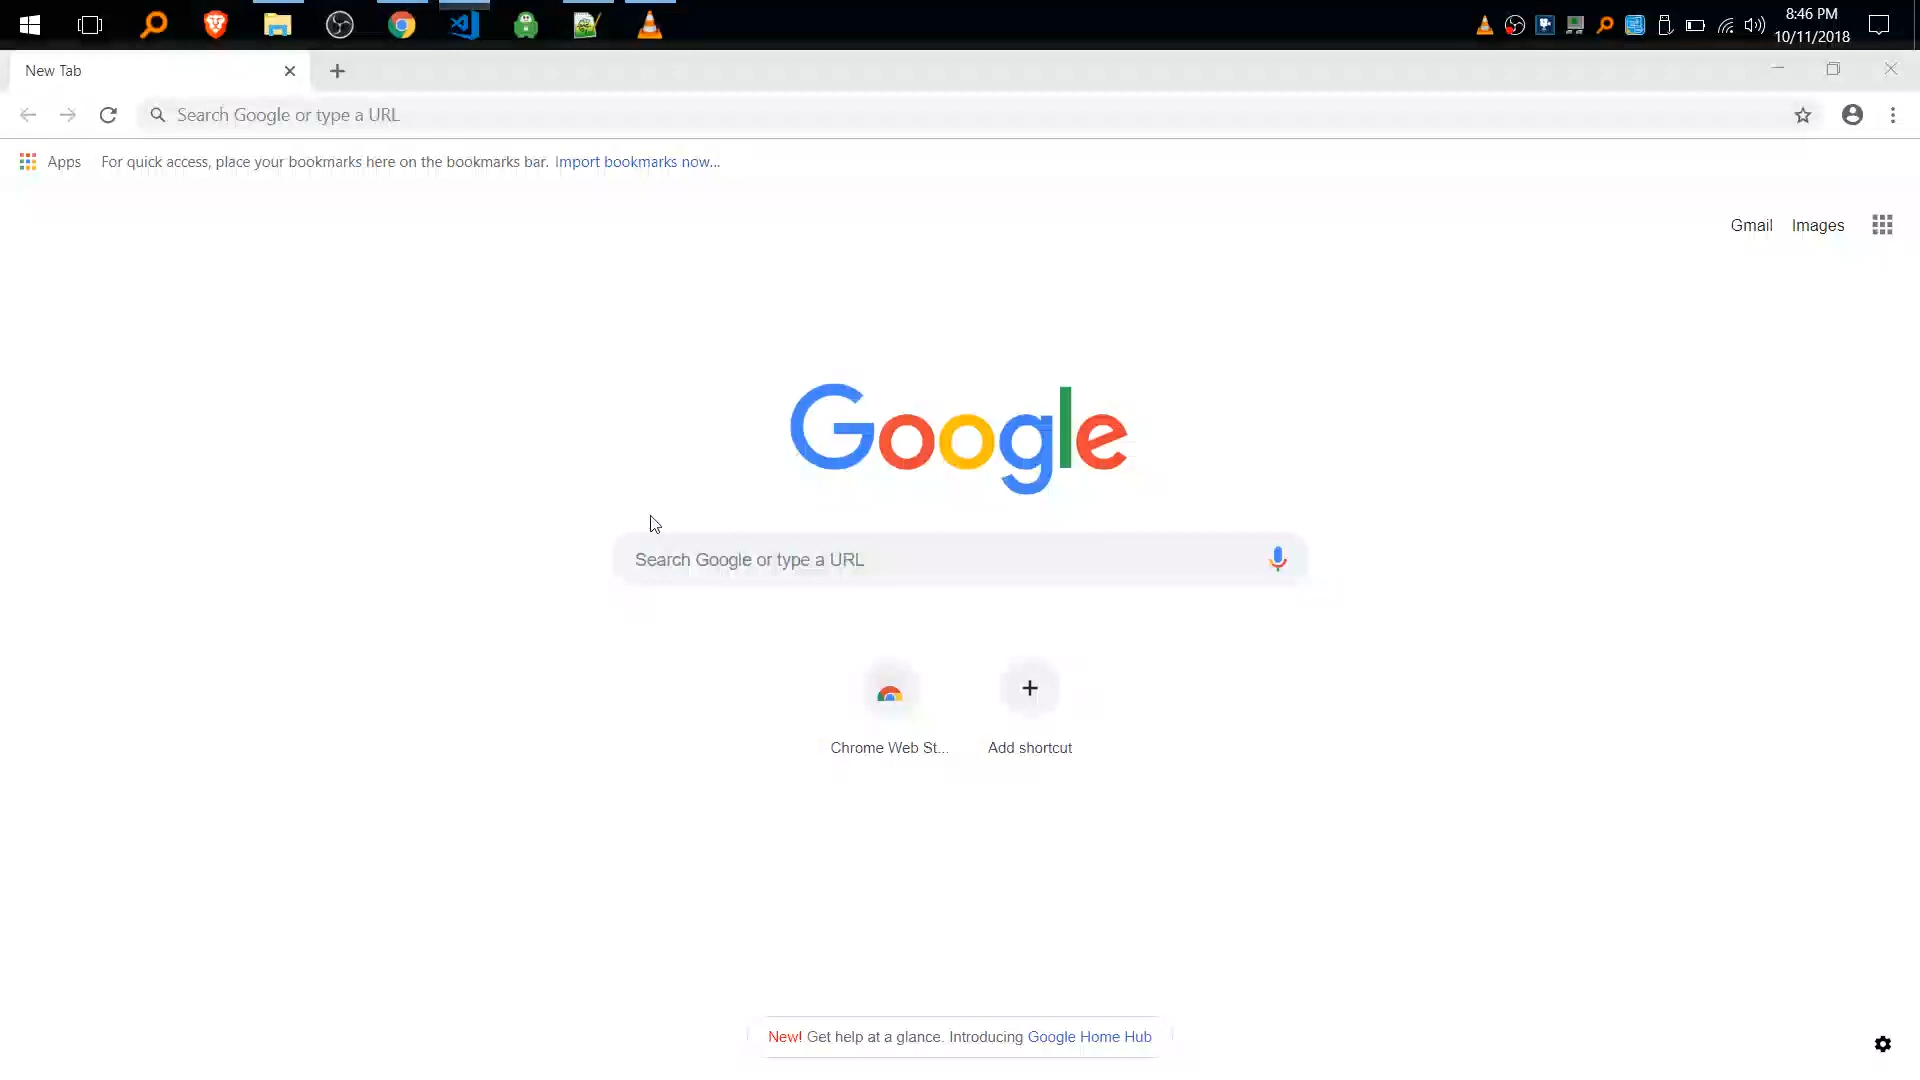 8:46 PM
10/11/2018
New Tab
Search Google or type a URL
Apps For quick access, place your bookmarks here on the bookmarks bar. Import bookmarks now...
Gmail Images
Google
Search Google or type a URL
Chrome Web St... Add shortcut
New! Get help at a glance. Introducing Google Home Hub